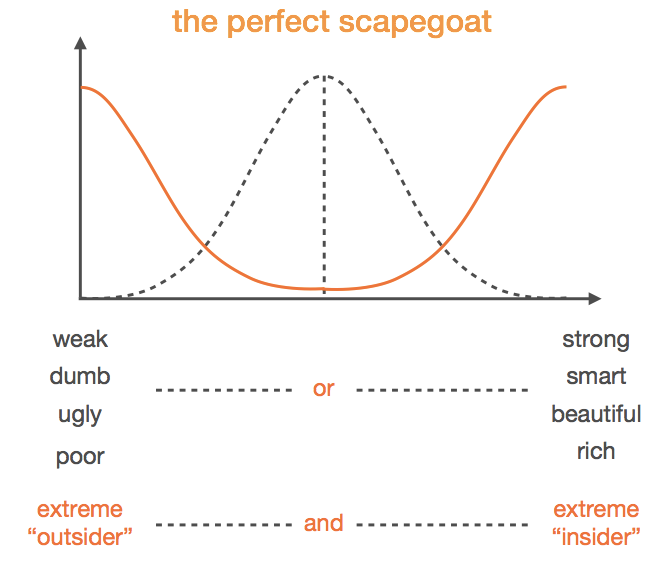 the perfect scapegoat
weak
strong
dumb
or
smart
ugly
beautiful
poor
rich
extreme
“outsider”
and
extreme
“insider”